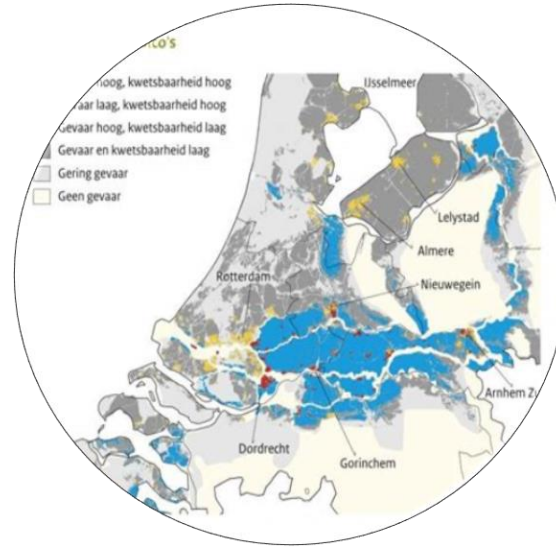 hoog, kwetsbaarheid hoog
laag, kwetsbaarheid hoog
Gevaar hoog, kwetsbaarheid laag
Gevaar en kwetsbaarheid laag
Gering gevaar
Geen gevaar
IJsselmeer
Lelystad
Almere
Rotterdam
Nieuwegein
Arnhem
Dordrecht
Gorinchem